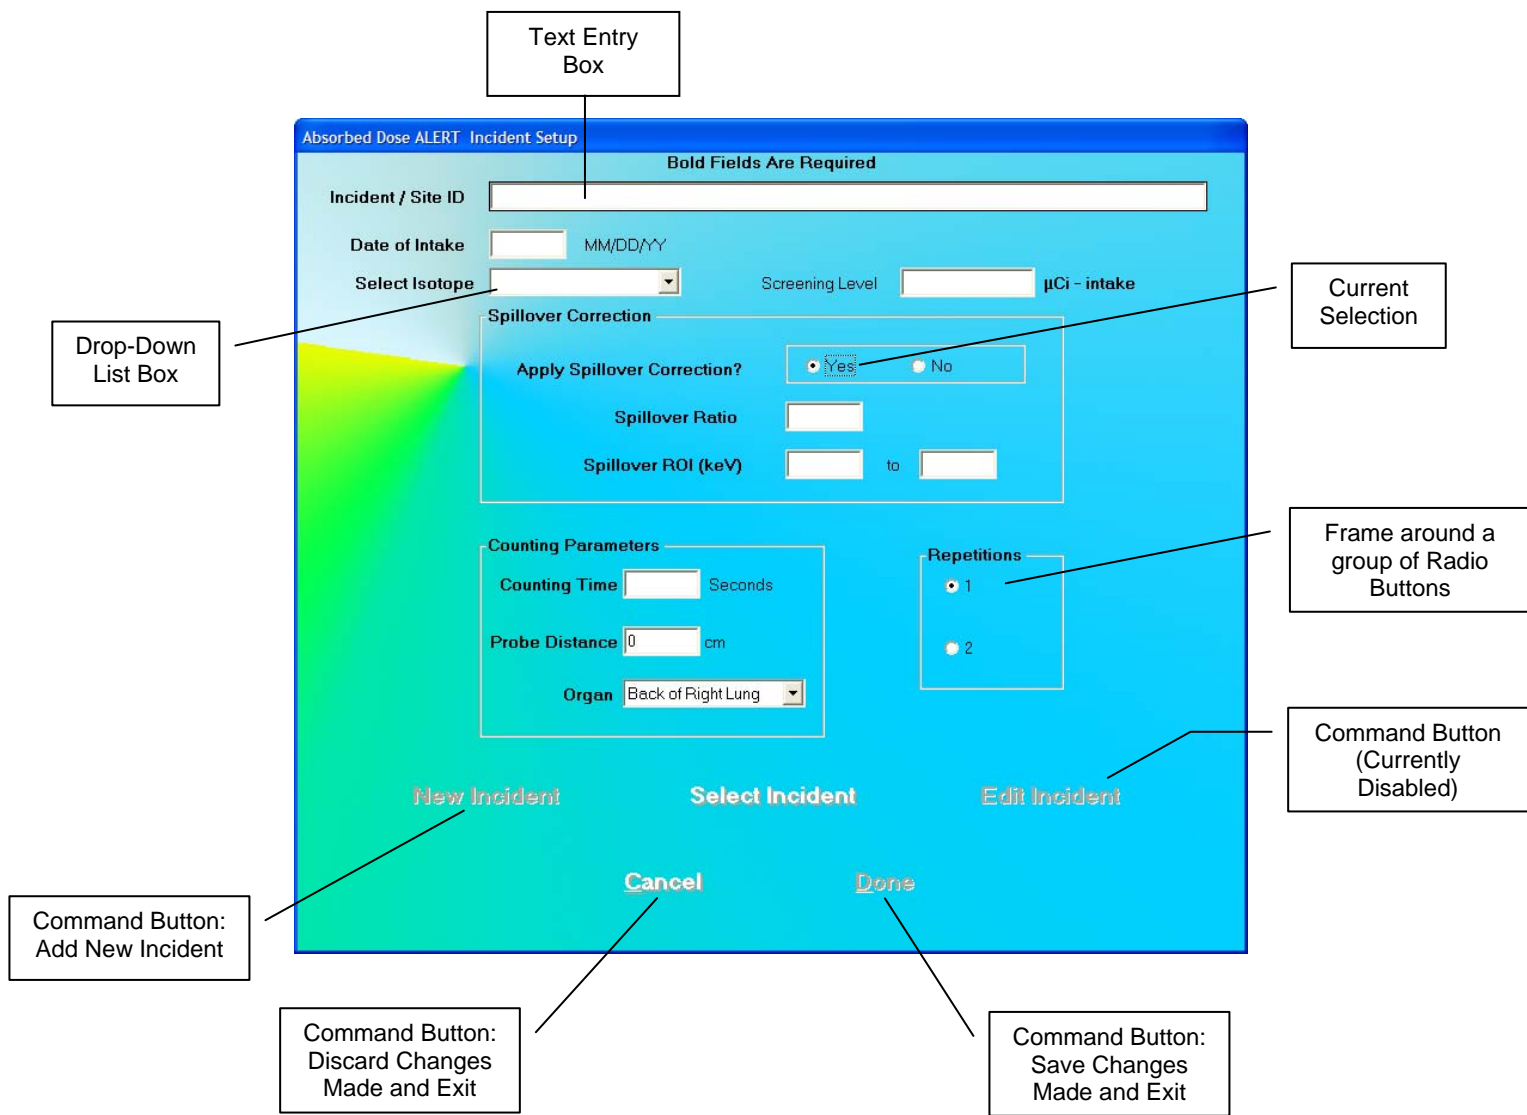 Text Entry
Box
Absorbed Dose ALERT  Incident Setup
Bold Fields Are Required
Incident / Site ID
Date of Intake
MM/DD/YY
Select Isotope
Screening Level
µCi - intake
Current
Selection
Drop-Down
List Box
Spillover Correction
Apply Spillover Correction?
Yes
No
Spillover Ratio
Spillover ROI (keV)
to
Frame around a
group of Radio
Buttons
Counting Parameters
Counting Time
Seconds
Probe Distance
0
cm
Organ
Back of Right Lung
Repetitions
1
2
Command Button
(Currently
Disabled)
New Incident
Select Incident
Edit Incident
Cancel
Done
Command Button:
Add New Incident
Command Button:
Discard Changes
Made and Exit
Command Button:
Save Changes
Made and Exit